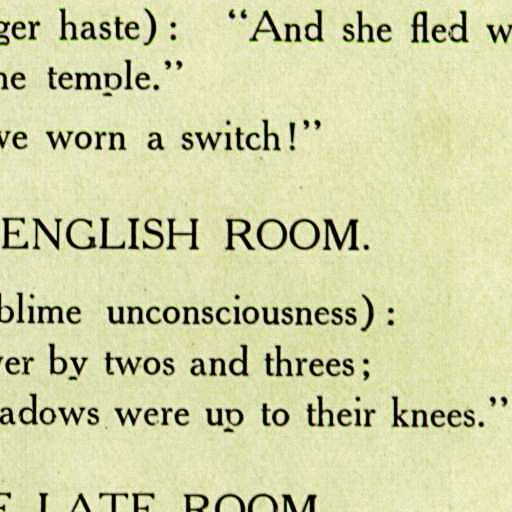 ger haste): “And she fled w
he temple.”
ve worn a switch!”
ENGLISH ROOM.
blime unconsciousness):
ver by twos and threes;
adows were up to their knees.”
E LATE ROOM.